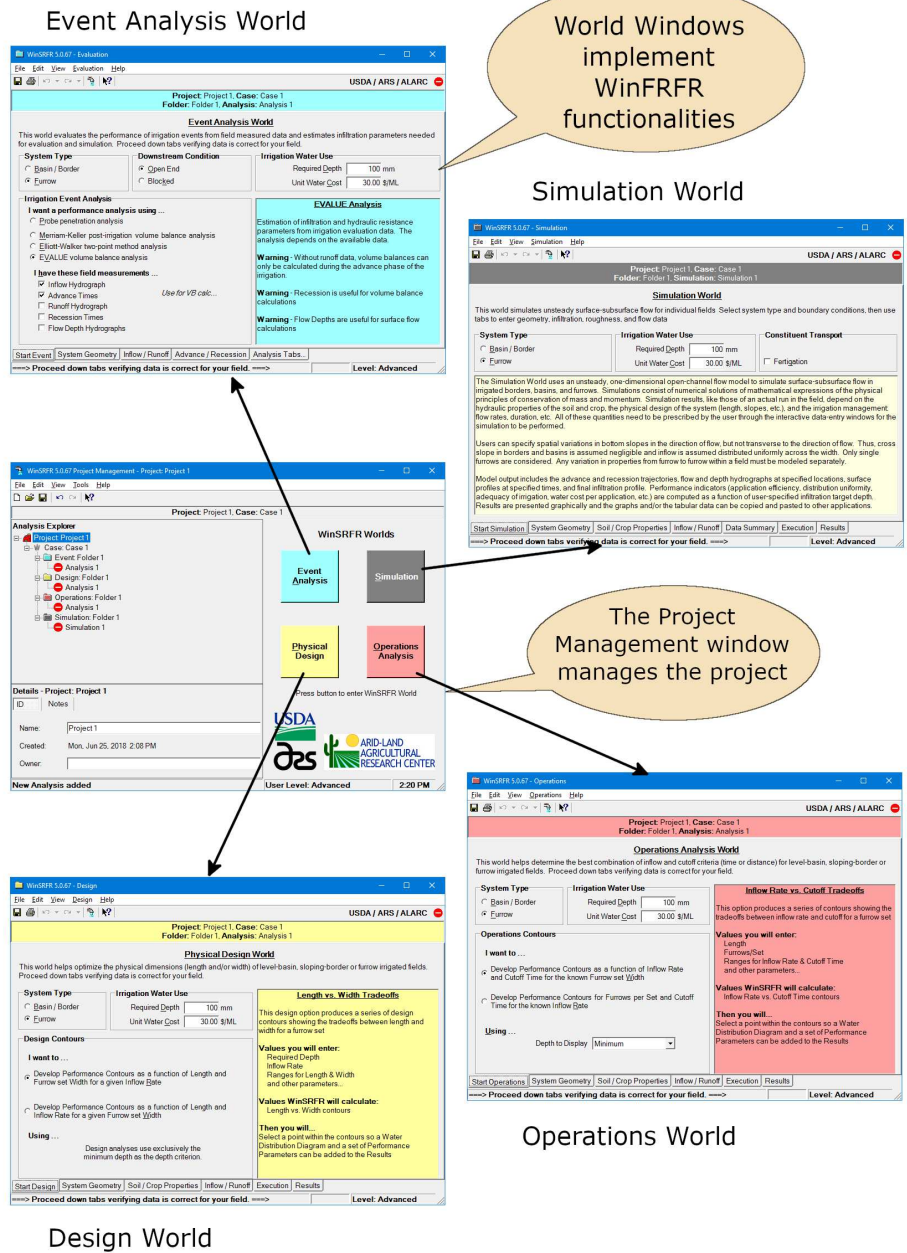 Event Analysis World
WinSRFR 5.0.67 - Evaluation
File Edit View Evaluation Help
USDA / ARS / ALARC
Project: Project 1, Case: Case 1
Folder: Folder 1, Analysis: Analysis 1
Event Analysis World
This world evaluates the performance of irrigation events from field measured data and estimates infiltration parameters needed
for evaluation and simulation. Proceed down tabs verifying data is correct for your field.
System Type
Basin / Border
Furrow
Downstream Condition
Open End
Blocked
Irrigation Water Use
Required Depth 100 mm
Unit Water Cost 30.00 $/ML
Irrigation Event Analysis
I want a performance analysis using ...
Probe penetration analysis
Merriam-Keller post-irrigation volume balance analysis
Elliott-Walker two-point method analysis
EVALUE volume balance analysis
I have these field measurements ...
Inflow Hydrograph
Advance Times
Use for VB calc...
Runoff Hydrograph
Recession Times
Flow Depth Hydrographs
EVALUE Analysis
Estimation of infiltration and hydraulic resistance
parameters from irrigation evaluation data. The
analysis depends on the available data.
Warning - Without runoff data, volume balances can
only be calculated during the advance phase of the
irrigation.
Warning - Recession is useful for volume balance
calculations
Warning - Flow Depths are useful for surface flow
calculations
Start Event System Geometry Inflow / Runoff Advance / Recession Analysis Tabs...
===> Proceed down tabs verifying data is correct for your field. ===> Level: Advanced
World Windows
implement
WinFRFR
functionalities
Simulation World
WinSRFR 5.0.67 - Simulation
File Edit View Simulation Help
USDA / ARS / ALARC
Project: Project 1, Case: Case 1
Folder: Folder 1, Simulation: Simulation 1
Simulation World
This world simulates unsteady surface-subsurface flow for individual fields Select system type and boundary conditions, then use
tabs to enter geometry, infiltration, roughness, and flow data
System Type
Basin / Border
Furrow
Irrigation Water Use
Required Depth 100 mm
Unit Water Cost 30.00 $/ML
Constituent Transport
Fertigation
The Simulation World uses an unsteady, one-dimensional open-channel flow model to simulate surface-subsurface flow in
irrigated borders, basins, and furrows. Simulations consist of numerical solutions of mathematical expressions of the physical
principles of conservation of mass and momentum. Simulation results, like those of an actual run in the field, depend on the
hydraulic properties of the soil and crop, the physical design of the system (length, slopes, etc.), and the irrigation management:
flow rates, duration, etc. All of these quantities need to be prescribed by the user through the interactive data-entry windows for the
simulation to be performed.
Users can specify spatial variations in bottom slopes in the direction of flow, but not transverse to the direction of flow. Thus, cross
slope in borders and basins is assumed negligible and inflow is assumed distributed uniformly across the width. Only single
furrows are considered. Any variation in properties from furrow to furrow within a field must be modeled separately.
Model output includes the advance and recession trajectories, flow and depth hydrographs at specified locations, surface
profiles at specified times, and final infiltration profile. Performance indicators (application efficiency, distribution uniformity,
adequacy of irrigation, water cost per application, etc.) are computed as a function of user-specified infiltration target depth.
Results are presented graphically and the graphs and/or the tabular data can be copied and pasted to other applications.
Start Simulation System Geometry Soil / Crop Properties Inflow / Runoff Data Summary Execution Results
===> Proceed down tabs verifying data is correct for your field. ===> Level: Advanced
WinSRFR 5.0.67 Project Management - Project: Project 1
File Edit View Tools Help
Project: Project 1, Case: Case 1
Analysis Explorer
Project: Project 1
Case: Case 1
Event: Folder 1
Analysis 1
Design: Folder 1
Analysis 1
Operations: Folder 1
Analysis 1
Simulation: Folder 1
Simulation 1
WinSRFR Worlds
Event
Analysis
Simulation
Physical
Design
Operations
Analysis
Press button to enter WinSRFR World
Details - Project: Project 1
ID Notes
Name: Project 1
Created: Mon, Jun 25, 2018 2:08 PM
Owner:
USDA
ars
ARID-LAND
AGRICULTURAL
RESEARCH CENTER
New Analysis added User Level: Advanced 2:20 PM
The Project
Management window
manages the project
WinSRFR 5.0.67 - Operations
File Edit View Operations Help
USDA / ARS / ALARC
Project: Project 1, Case: Case 1
Folder: Folder 1, Analysis: Analysis 1
Operations Analysis World
This world helps determine the best combination of inflow and cutoff criteria (time or distance) for level-basin, sloping-border or
furrow irrigated fields. Proceed down tabs verifying data is correct for your field.
System Type
Basin / Border
Furrow
Irrigation Water Use
Required Depth 100 mm
Unit Water Cost 30.00 $/ML
Operations Contours
I want to ...
Develop Performance Contours as a function of Inflow Rate
and Cutoff Time for the known Furrow set Width
Develop Performance Contours for Furrows per Set and Cutoff
Time for the known Inflow Rate
Using ...
Depth to Display Minimum
Inflow Rate vs. Cutoff Tradeoffs
This option produces a series of contours showing the
tradeoffs between inflow rate and cutoff for a furrow set
Values you will enter:
Length
Furrows/Set
Ranges for Inflow Rate & Cutoff Time
and other parameters...
Values WinSRFR will calculate:
Inflow Rate vs. Cutoff Time contours
Then you will...
Select a point within the contours so a Water
Distribution Diagram and a set of Performance
Parameters can be added to the Results
Start Operations System Geometry Soil / Crop Properties Inflow / Runoff Execution Results
===> Proceed down tabs verifying data is correct for your field. ===> Level: Advanced
Operations World
WinSRFR 5.0.67 - Design
File Edit View Design Help
USDA / ARS / ALARC
Project: Project 1, Case: Case 1
Folder: Folder 1, Analysis: Analysis 1
Physical Design World
This world helps optimize the physical dimensions (length and/or width) of level-basin, sloping-border or furrow irrigated fields.
Proceed down tabs verifying data is correct for your field.
System Type
Basin / Border
Furrow
Irrigation Water Use
Required Depth 100 mm
Unit Water Cost 30.00 $/ML
Design Contours
I want to ...
Develop Performance Contours as a function of Length and
Furrow set Width for a given Inflow Rate
Develop Performance Contours as a function of Length and
Inflow Rate for a given Furrow set Width
Using ...
Design analyses use exclusively the
minimum depth as the depth criterion.
Length vs. Width Tradeoffs
This design option produces a series of design
contours showing the tradeoffs between length and
width for a furrow set
Values you will enter:
Required Depth
Inflow Rate
Ranges for Length & Width
and other parameters...
Values WinSRFR will calculate:
Length vs. Width contours
Then you will...
Select a point within the contours so a Water
Distribution Diagram and a set of Performance
Parameters can be added to the Results
Start Design System Geometry Soil / Crop Properties Inflow / Runoff Execution Results
===> Proceed down tabs verifying data is correct for your field. ===> Level: Advanced
Design World